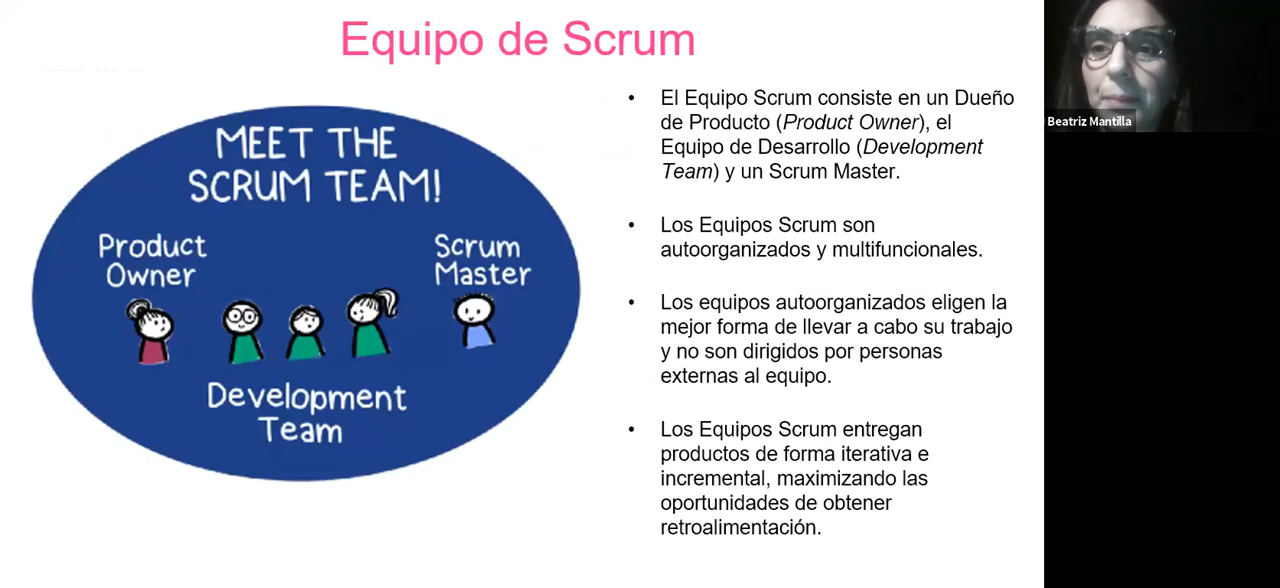 Equipo de Scrum
MEET THE
SCRUM TEAM!
Product
Owner
Scrum
Master
Development
Team
• El Equipo Scrum consiste en un Dueño
de Producto (Product Owner), el
Equipo de Desarrollo (Development
Team) y un Scrum Master.
• Los Equipos Scrum son
autoorganizados y multifuncionales.
• Los equipos autoorganizados eligen la
mejor forma de llevar a cabo su trabajo
y no son dirigidos por personas
externas al equipo.
• Los Equipos Scrum entregan
productos de forma iterativa e
incremental, maximizando las
oportunidades de obtener
retroalimentación.
Beatriz Mantilla